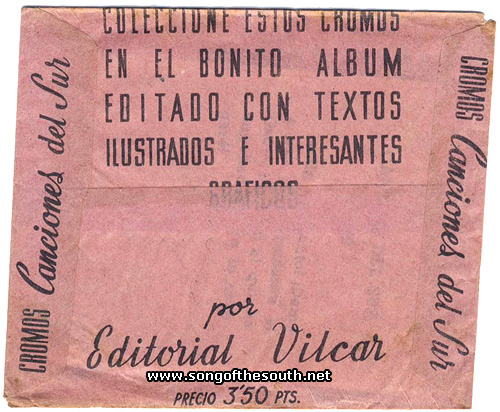 COLECCIONE ESTOS CROMOS
EN EL BONITO ALBUM
EDITADO CON TEXTOS
ILUSTRADOS E INTERESANTES
GRAFICOS
por
Editorial Vilcar
www.songofthesouth.net
PRECIO 3'50 PTS.
CROMOS Canciones del Sur
CROMOS Canciones del Sur